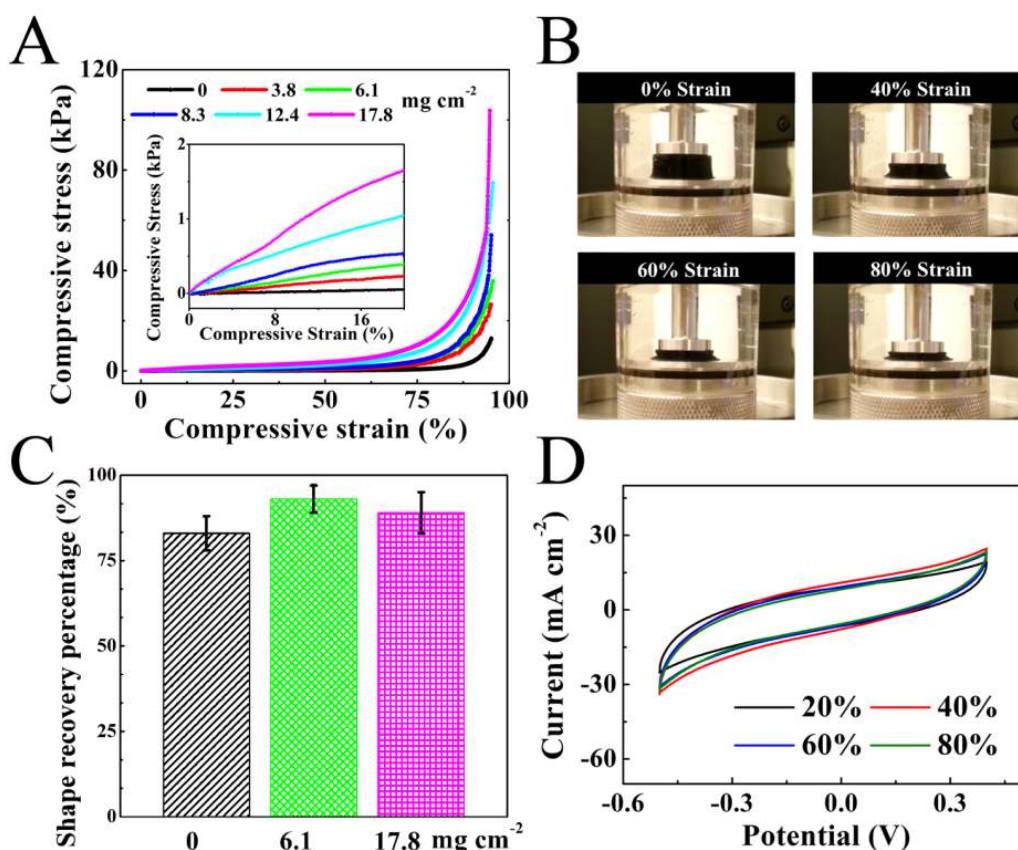 A
Compressive stress (kPa)
120
80
40
0
0 3.8 6.1
8.3 12.4 17.8
mg cm⁻²
Compressive Stress (kPa)
2
1
0
0 8 16
Compressive Strain (%)
0 25 50 75 100
Compressive strain (%)
B
0% Strain
40% Strain
60% Strain
80% Strain
C
Shape recovery percentage (%)
100
75
50
25
0
0 6.1 17.8 mg cm⁻²
D
Current (mA cm⁻²)
30
0
-30
-60
20% 40%
60% 80%
-0.6 -0.3 0.0 0.3
Potential (V)